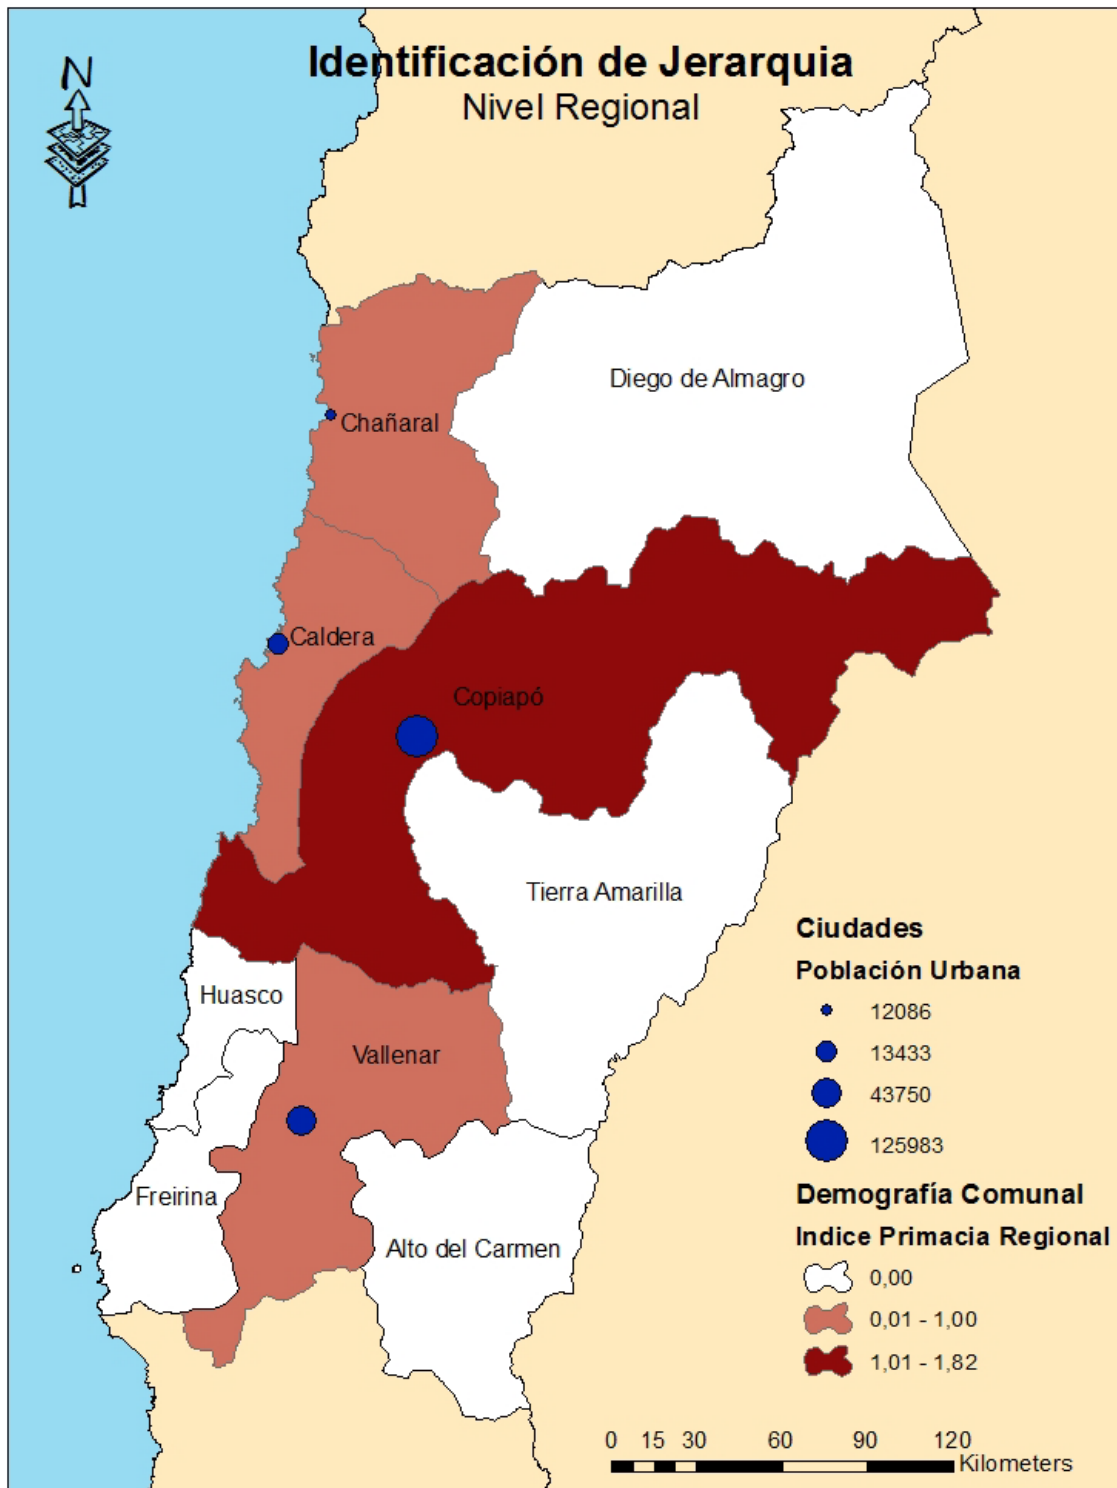 Identificación de Jerarquia
Nivel Regional
N
Diego de Almagro
Chañaral
Caldera
Copiapó
Tierra Amarilla
Huasco
Vallenar
Freirina
Alto del Carmen
Ciudades
Población Urbana
12086
13433
43750
125983
Demografía Comunal
Indice Primacia Regional
0,00
0,01 - 1,00
1,01 - 1,82
0 15 30 60 90 120
Kilometers